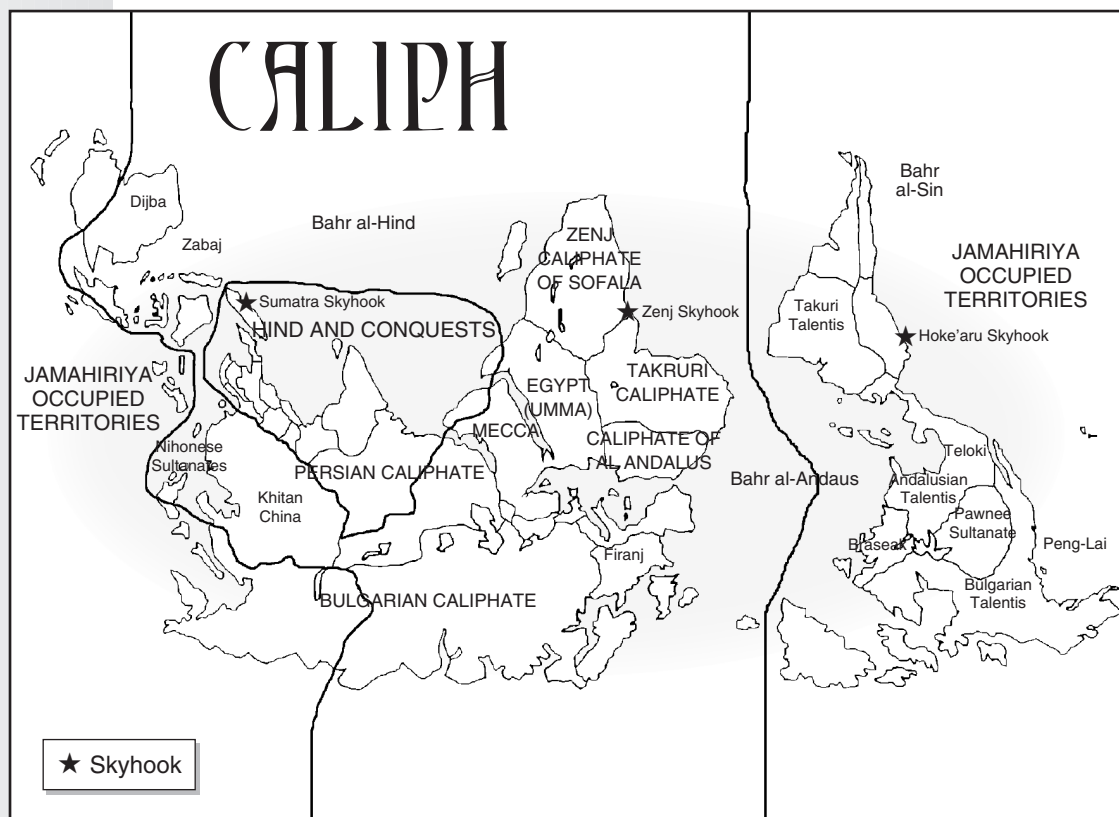 CALIPH
Bahr
al-Sin
Dijba
Bahr al-Hind
Zabaj
ZENJ
CALIPHATE
OF SOFALA
JAMAHIRIYA
OCCUPIED
TERRITORIES
Sumatra Skyhook
Zenj Skyhook
Takuri
Talentis
Hoke'aru Skyhook
HIND AND CONQUESTS
JAMAHIRIYA
OCCUPIED
TERRITORIES
EGYPT
(UMMA)
TAKRURI
CALIPHATE
MECCA
CALIPHATE OF
AL ANDALUS
Nihonese
Sultanates
PERSIAN CALIPHATE
Bahr al-Andaus
Teloki
Andalusian
Talentis
Khitan
China
Pawnee
Sultanate
Braseak
Peng-Lai
Firanj
BULGARIAN CALIPHATE
Bulgarian
Talentis
Skyhook